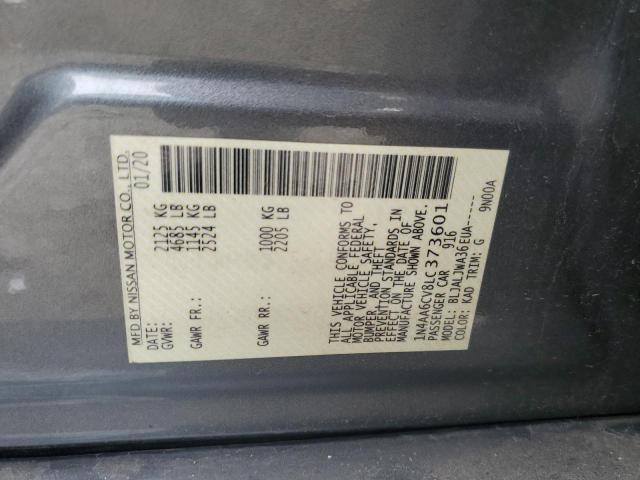 MFD BY NISSAN MOTOR CO., LTD.
01/20
GVWR: 2125 KG
4685 LB
GAWR FR.: 1145 KG
2524 LB
GAWR RR.: 1000 KG
2205 LB
THIS VEHICLE CONFORMS TO
ALL APPLICABLE FEDERAL
MOTOR VEHICLE SAFETY,
BUMPER, AND THEFT
PREVENTION STANDARDS IN
EFFECT ON THE DATE OF
MANUFACTURE SHOWN ABOVE.
1N4AA6CV8LC373601
PASSENGER CAR 916
MODEL: BLJALJWA36EUA-----
COLOR: KAD TRIM: G 9N00A